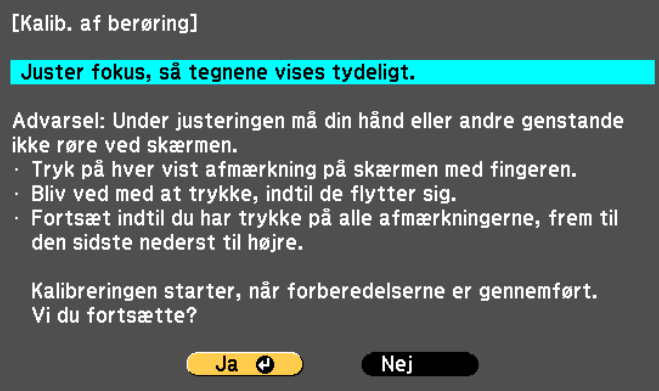 [Kalib. af berøring]
Juster fokus, så tegnene vises tydeligt.
Advarsel: Under justeringen må din hånd eller andre genstande
ikke røre ved skærmen.
· Tryk på hver vist afmærkning på skærmen med fingeren.
· Bliv ved med at trykke, indtil de flytter sig.
· Fortsæt indtil du har trykke på alle afmærkningerne, frem til
den sidste nederst til højre.
Kalibreringen starter, når forberedelserne er gennemført.
Vi du fortsætte?
Ja Nej